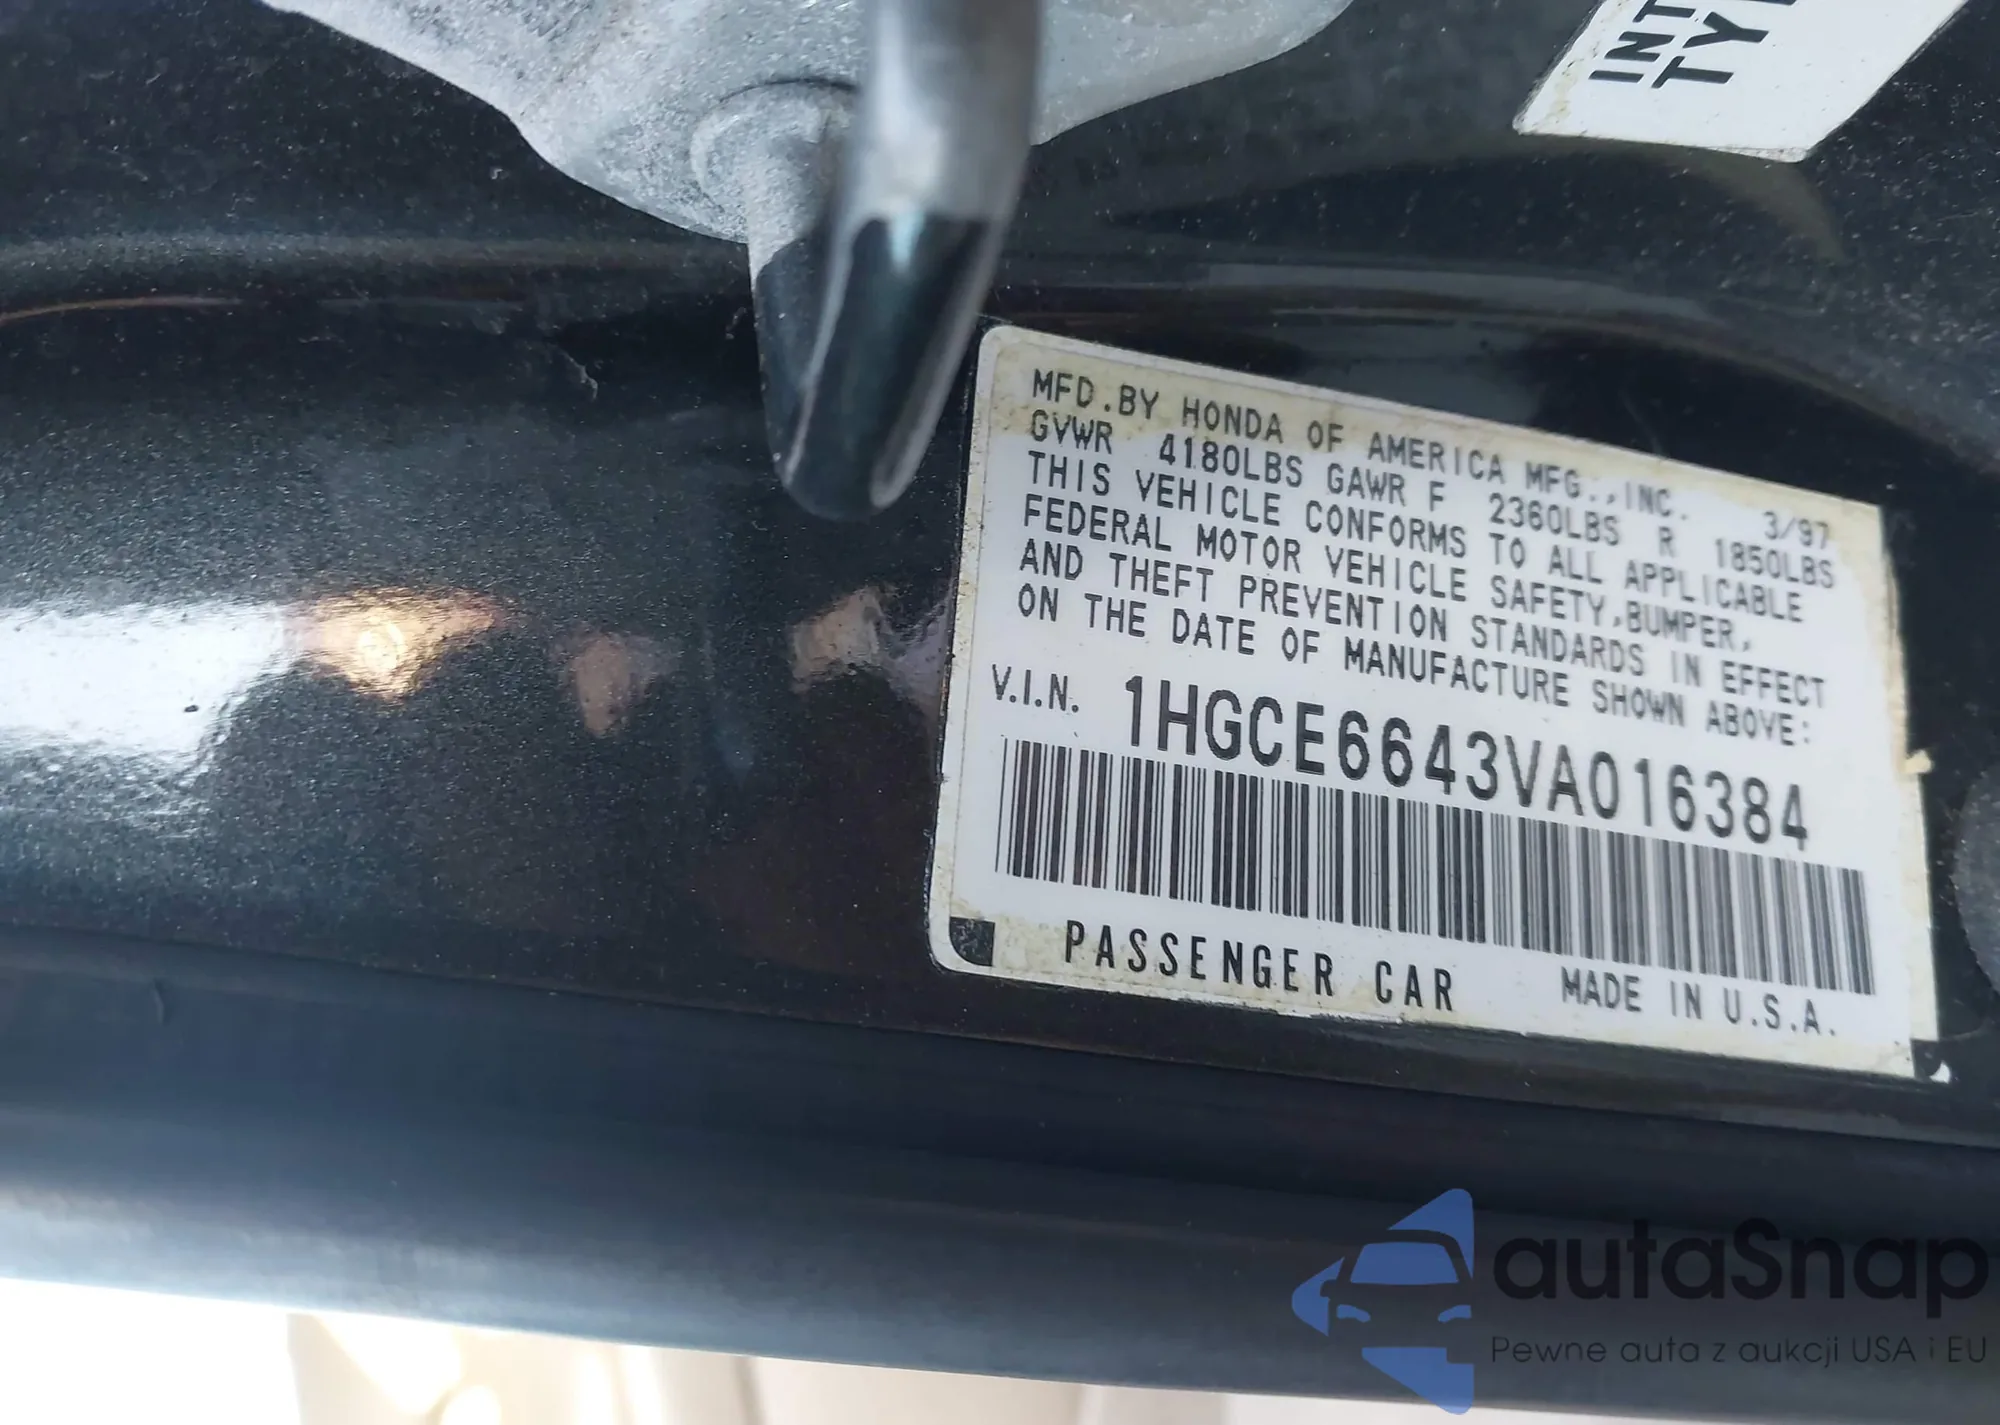 INT
TY
MFD.BY HONDA OF AMERICA MFG.,INC. 3/97
GVWR 4180LBS GAWR F 2360LBS R 1850LBS
THIS VEHICLE CONFORMS TO ALL APPLICABLE
FEDERAL MOTOR VEHICLE SAFETY,BUMPER,
AND THEFT PREVENTION STANDARDS IN EFFECT
ON THE DATE OF MANUFACTURE SHOWN ABOVE:
V.I.N. 1HGCE6643VA016384
PASSENGER CAR MADE IN U.S.A.
autaSnap
Pewne auta z aukcji USA i EU